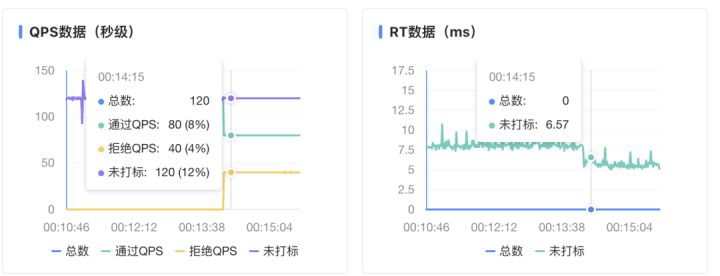 QPS数据（秒级）
150
100
50
0
00:14:15
总数: 120
通过QPS: 80 (8%)
拒绝QPS: 40 (4%)
未打标: 120 (12%)
00:10:46 00:12:12 00:13:38 00:15:04
总数 通过QPS 拒绝QPS 未打标
RT数据（ms）
17.5
15
12.5
10
7.5
5
2.5
0
00:14:15
总数: 0
未打标: 6.57
00:10:46 00:12:12 00:13:38 00:15:04
总数 未打标